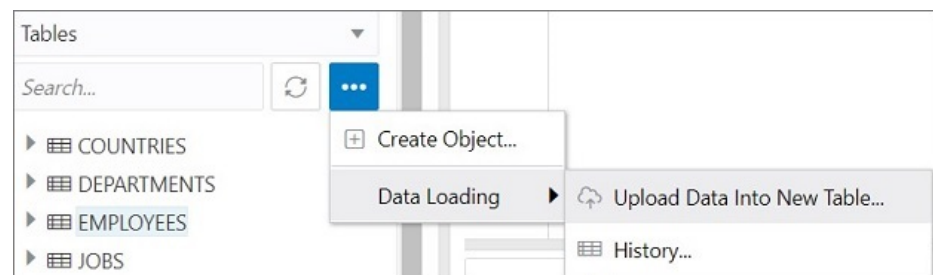 Tables
Search...
COUNTRIES
DEPARTMENTS
EMPLOYEES
JOBS
Create Object...
Data Loading
Upload Data Into New Table...
History...